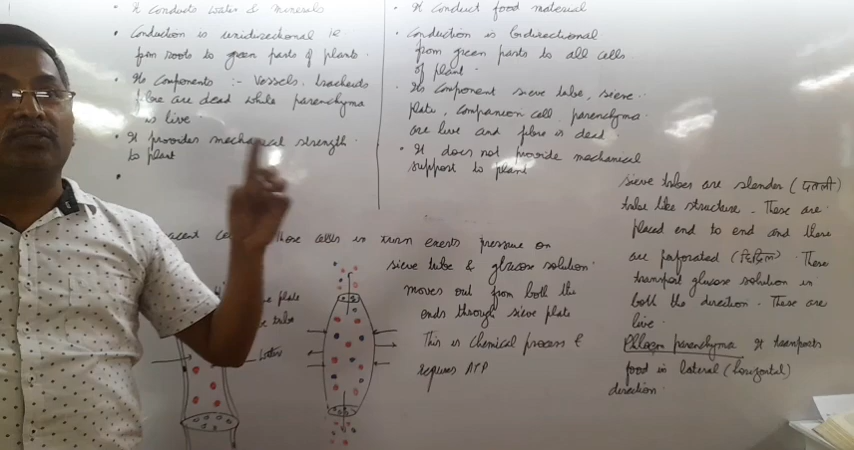 • It conducts water & minerals
• Conduction is unidirectional ie
from roots to green parts of plants.
• Its Components :- Vessels, tracheids
fibre are dead while parenchyma
is live
• It provides mechanical strength
to plant
•
• It conduct food material
• Conduction is bidirectional
from green parts to all cells
of plant.
• Its component sieve tube, sieve
plate, companion cell, parenchyma
are live and fibre is dead
• It does not provide mechanical
support to plant
Those cells in turn exerts pressure on
sieve tube & glucose solution
moves out from both the
ends through sieve plate
This is chemical process &
requires ATP
plate
tube
Water
Sieve tubes are slender (पतली)
tube like structure. These are
placed end to end and there
are perforated (छिद्रित). These
transport glucose solution in
both the direction. These are
live.
Phloem parenchyma It transports
food in lateral (horizontal)
direction.